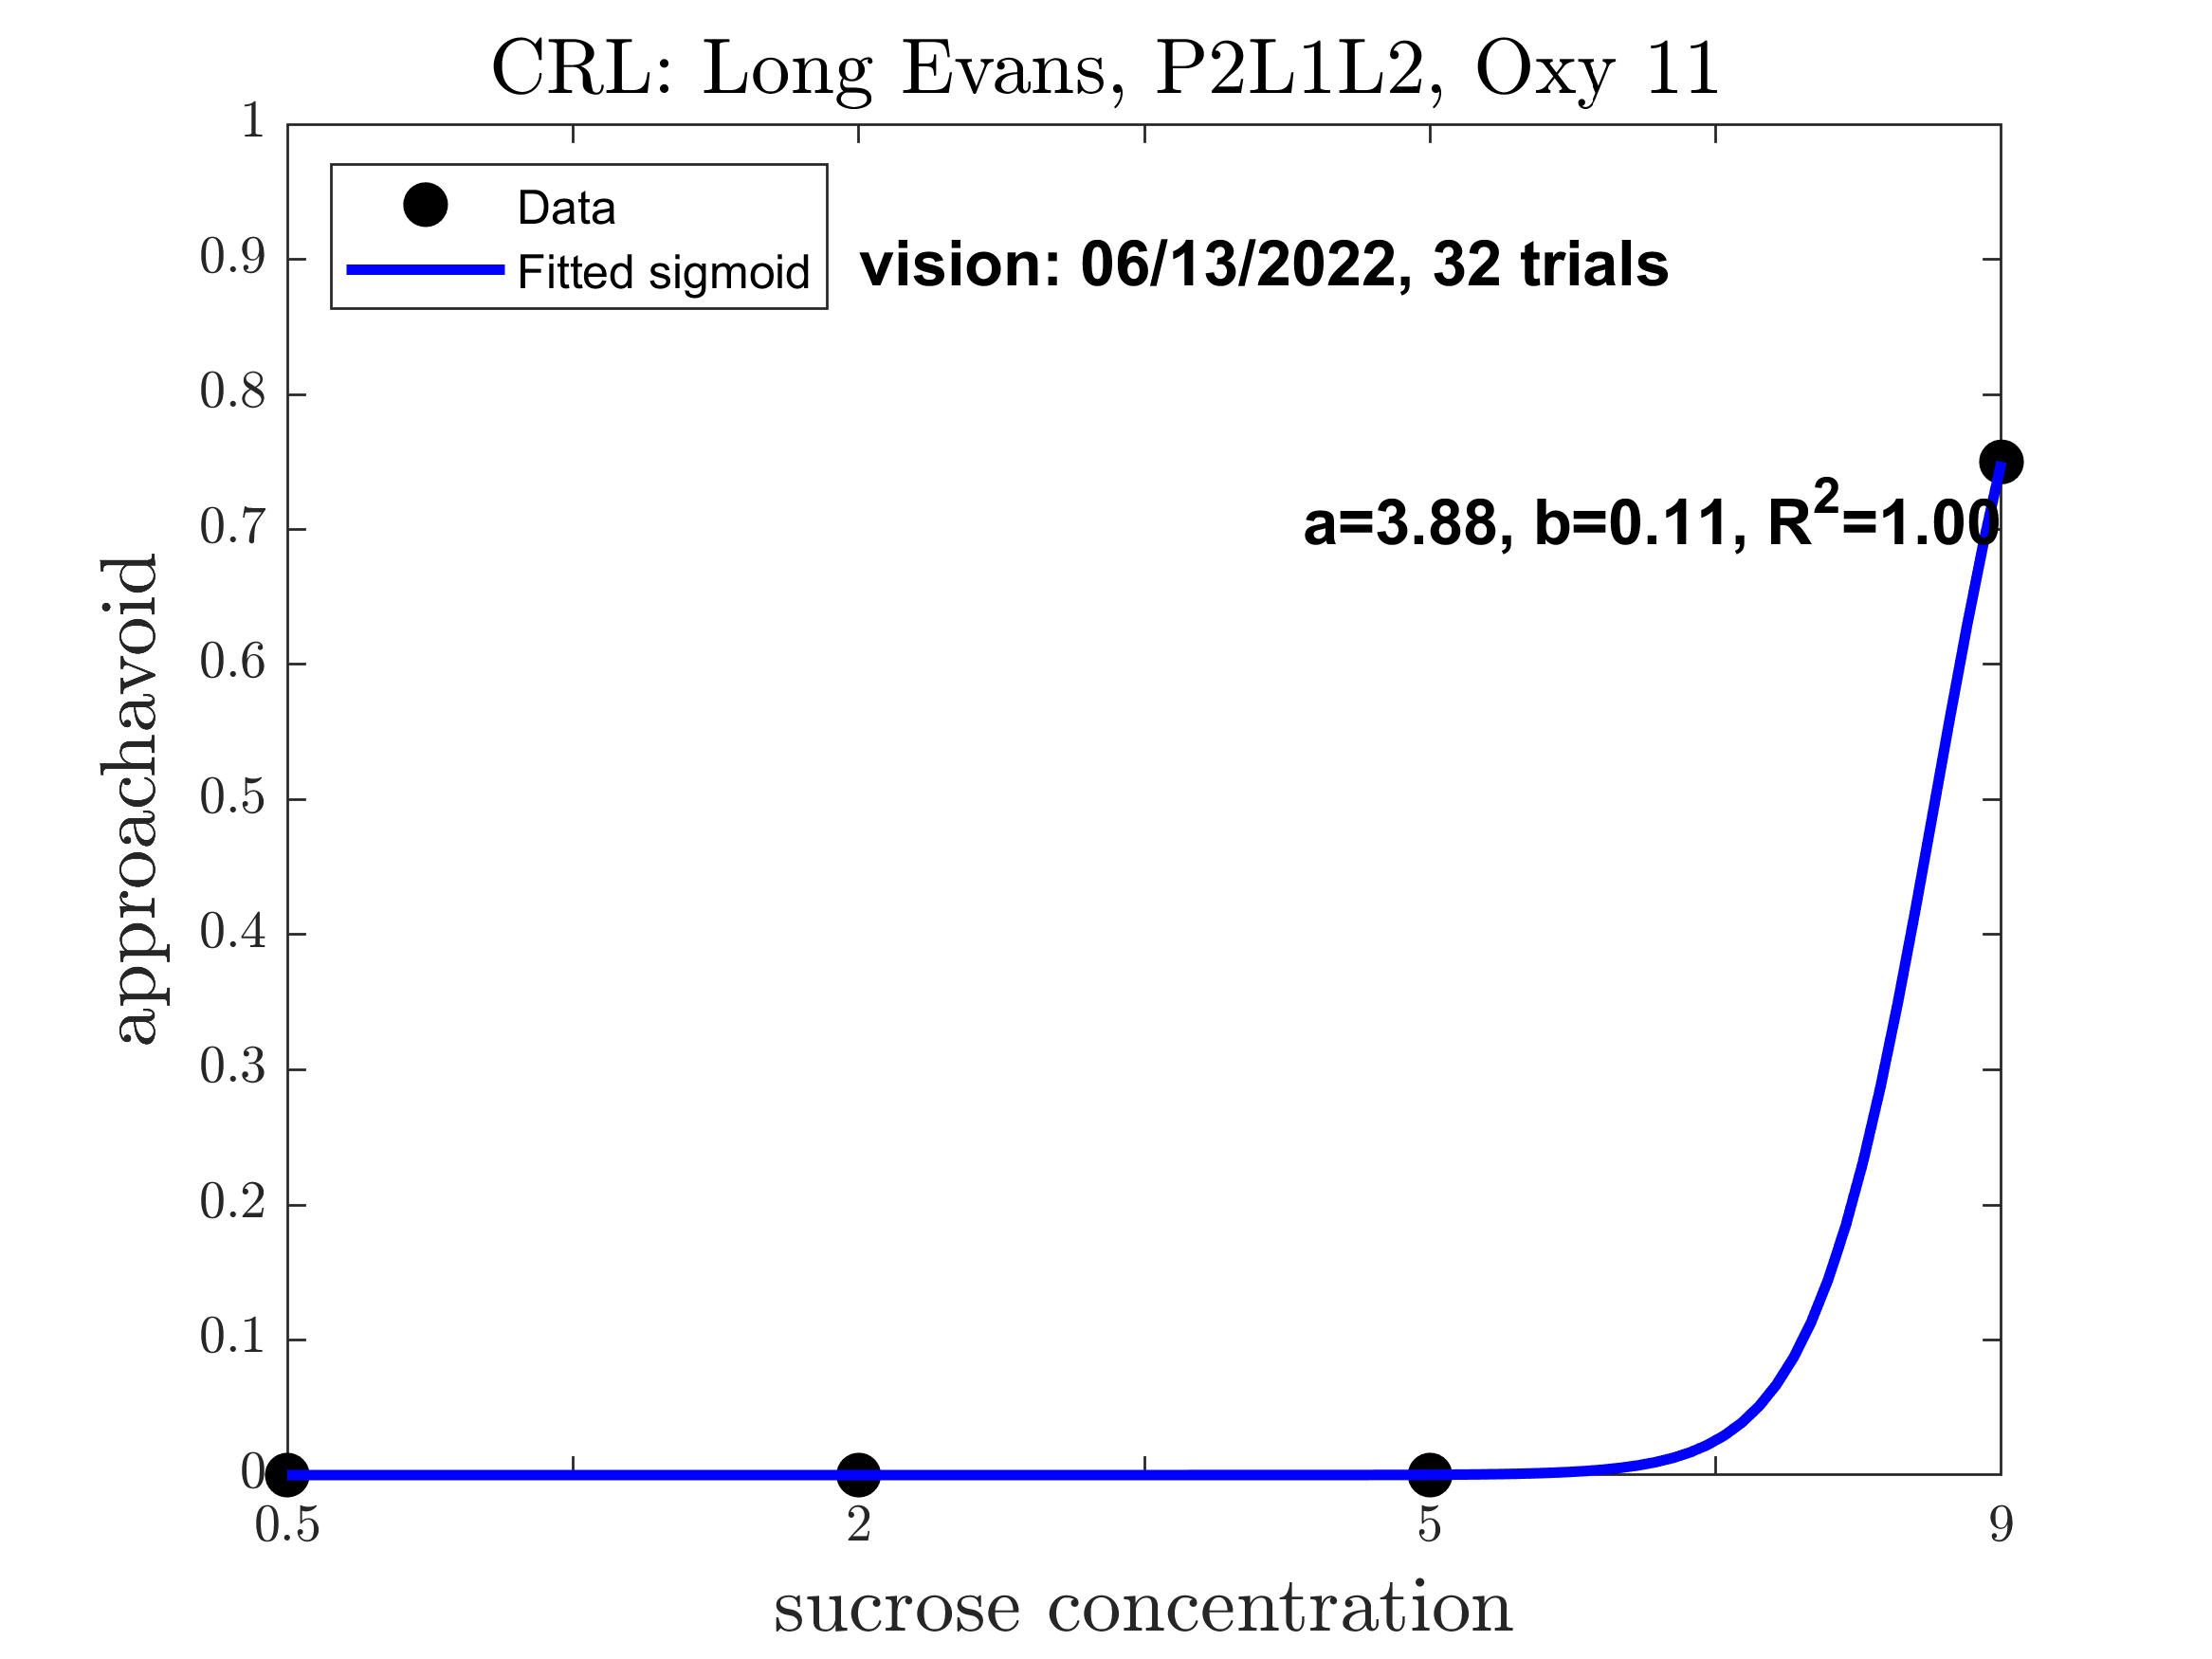 CRL: Long Evans, P2L1L2, Oxy 11
Data
Fitted sigmoid
vision: 06/13/2022, 32 trials
a=3.88, b=0.11, R²=1.00
approachavoid
1
0.9
0.8
0.7
0.6
0.5
0.4
0.3
0.2
0.1
0
0.5 2 5 9
sucrose concentration